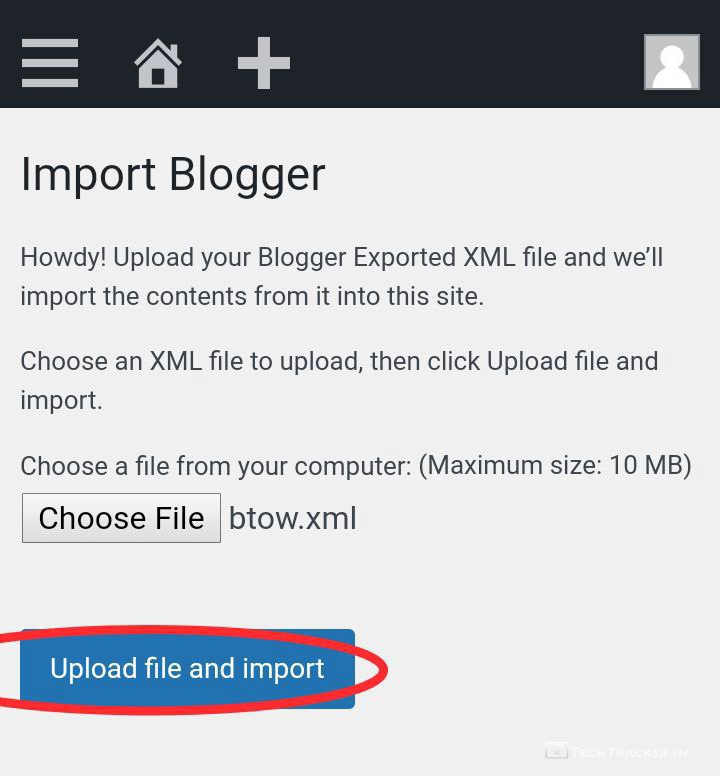 Import Blogger
Howdy! Upload your Blogger Exported XML file and we’ll
import the contents from it into this site.
Choose an XML file to upload, then click Upload file and
import.
Choose a file from your computer: (Maximum size: 10 MB)
Choose File btow.xml
Upload file and import
TechTracker.in